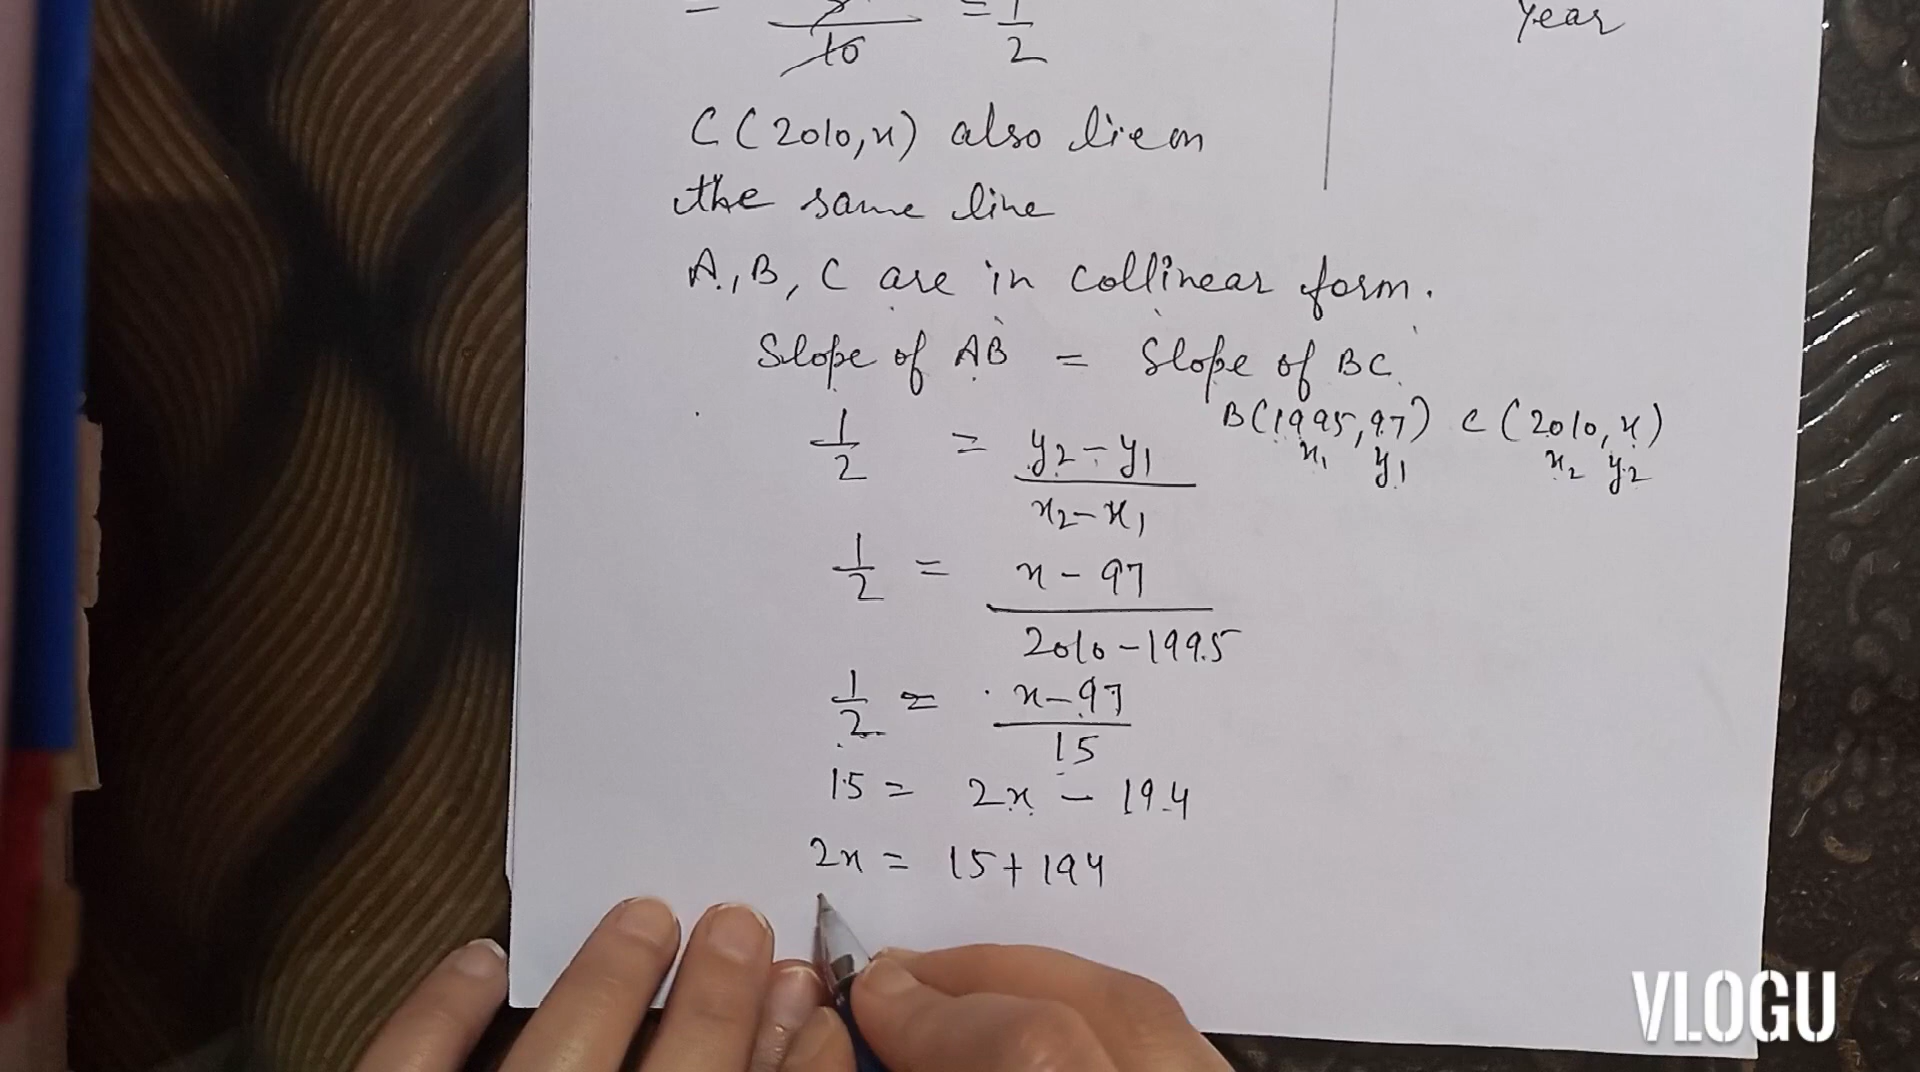 = 5/10 = 1/2
Year
C (2010, x) also lie on
the same line
A, B, C are in collinear form.
Slope of AB = Slope of BC
B(1995, 97) C (2010, x)
x1 y1 x2 y2
1/2 = y2 - y1 / x2 - x1
1/2 = x - 97 / 2010 - 1995
1/2 = x - 97 / 15
15 = 2x - 194
2x = 15 + 194
VLOGU